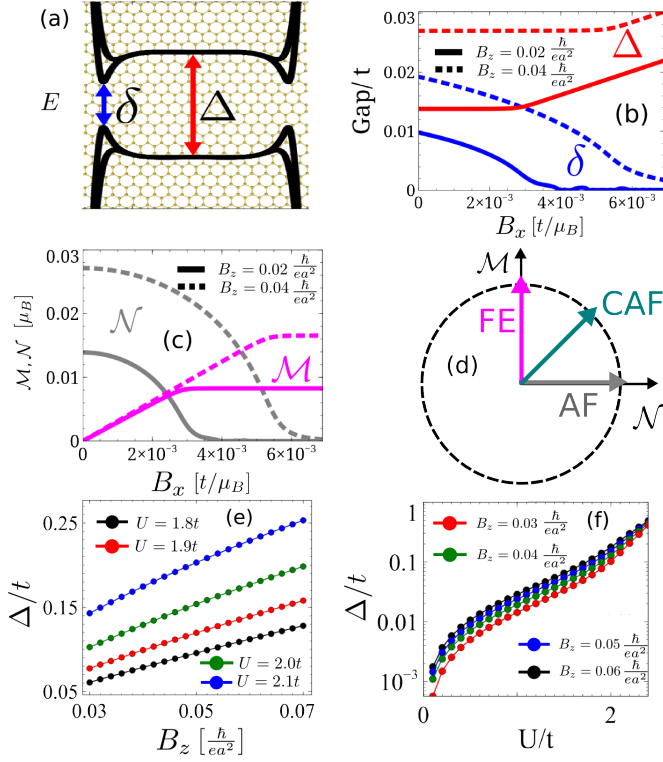 (a)
E
δ
Δ
0.03
0.02
0.01
0
Gap/t
B_z = 0.02 ħ/ea²
B_z = 0.04 ħ/ea²
Δ
(b)
δ
0 2×10⁻³ 4×10⁻³ 6×10⁻³
B_x [t/μ_B]
0.03
0.02
0.01
0
ℳ,𝒩 [μ_B]
B_z = 0.02 ħ/ea²
B_z = 0.04 ħ/ea²
𝒩
(c)
ℳ
0 2×10⁻³ 4×10⁻³ 6×10⁻³
B_x [t/μ_B]
ℳ
FE
CAF
(d)
AF
𝒩
0.25
0.15
0.05
Δ/t
U = 1.8t
U = 1.9t
(e)
U = 2.0t
U = 2.1t
0.03 0.05 0.07
B_z [ħ/ea²]
1
0.1
0.01
10⁻³
Δ/t
B_z = 0.03 ħ/ea²
B_z = 0.04 ħ/ea²
(f)
B_z = 0.05 ħ/ea²
B_z = 0.06 ħ/ea²
0 1 2
U/t